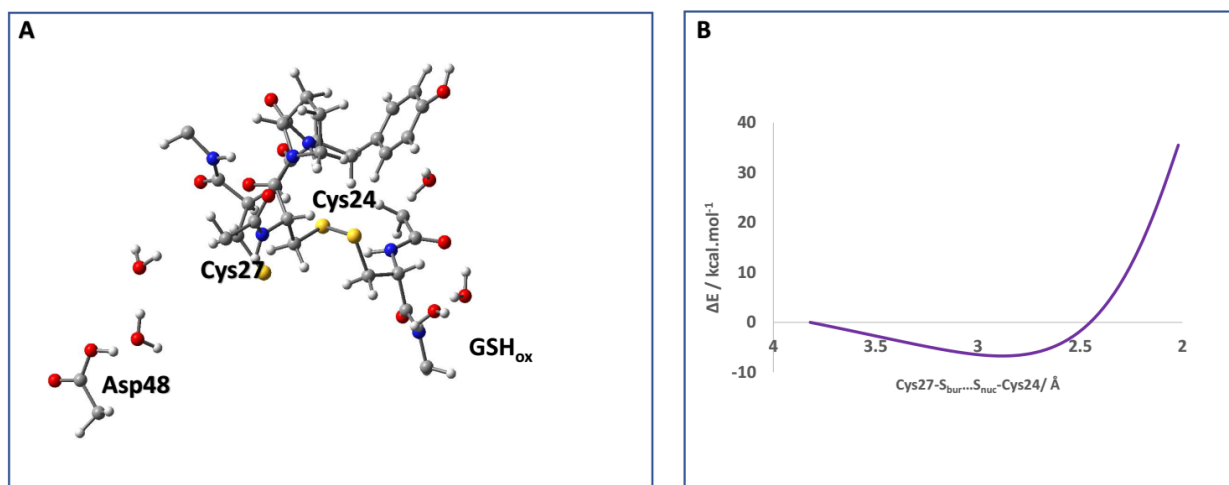 A
Cys24
Cys27
GSHox
Asp48
B
40
30
20
10
0
-10
4
3.5
3
2.5
2
ΔE / kcal.mol-1
Cys27-Sbur...Snuc-Cys24/ Å